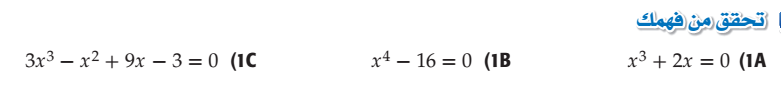 تحقق من فهمك
x³ + 2x = 0 (1A x⁴ − 16 = 0 (1B 3x³ − x² + 9x − 3 = 0 (1C